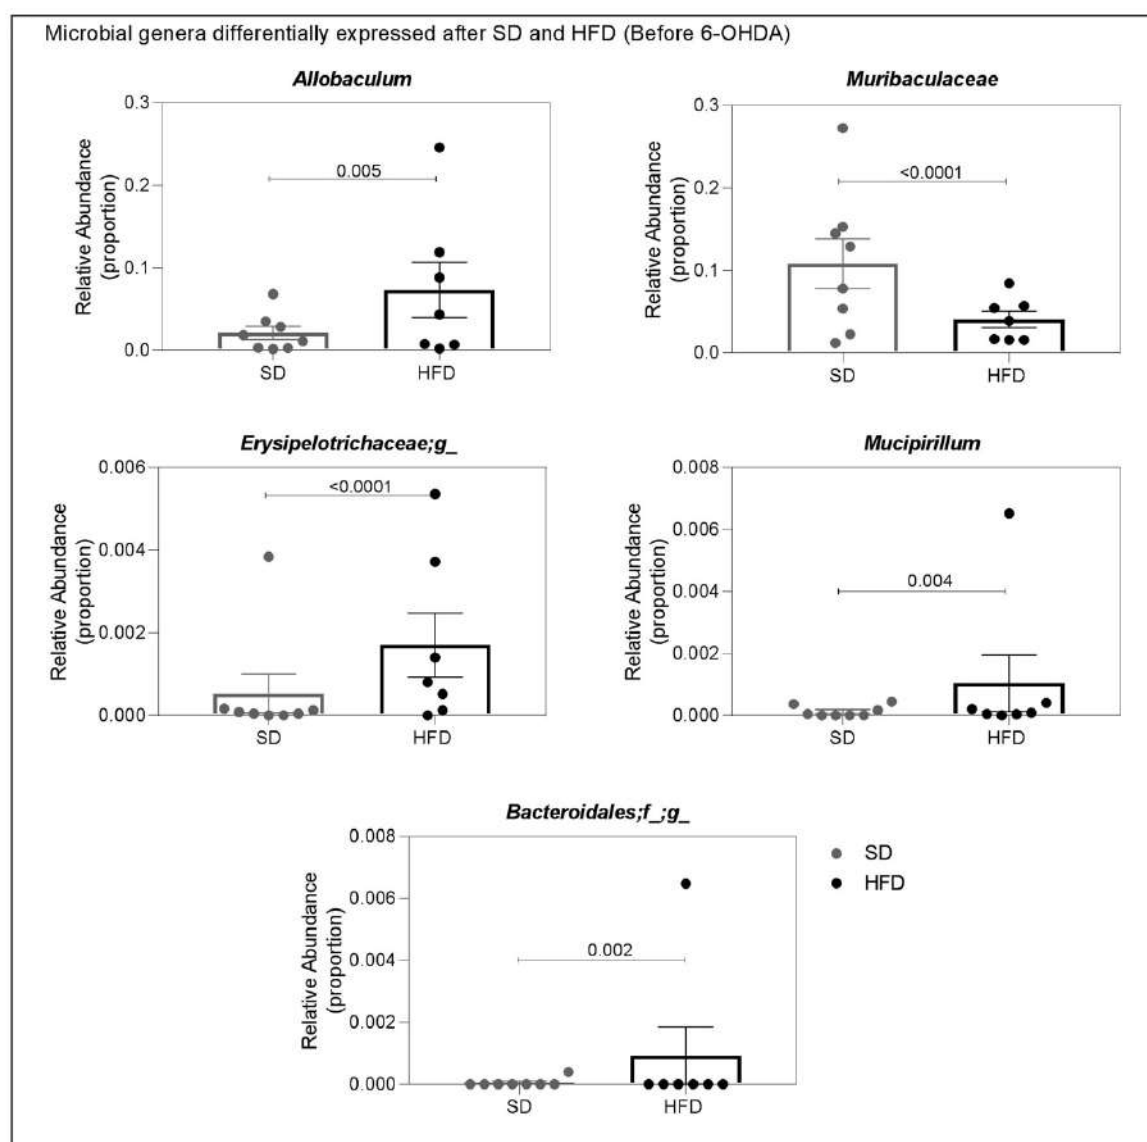 Microbial genera differentially expressed after SD and HFD (Before 6-OHDA)
Allobaculum
Relative Abundance
(proportion)
0.3
0.2
0.1
0.0
0.005
SD
HFD
Muribaculaceae
Relative Abundance
(proportion)
0.3
0.2
0.1
0.0
<0.0001
SD
HFD
Erysipelotrichaceae;g_
Relative Abundance
(proportion)
0.006
0.004
0.002
0.000
<0.0001
SD
HFD
Mucipirillum
Relative Abundance
(proportion)
0.008
0.006
0.004
0.002
0.000
0.004
SD
HFD
Bacteroidales;f_;g_
Relative Abundance
(proportion)
0.008
0.006
0.004
0.002
0.000
0.002
SD
HFD
SD
HFD